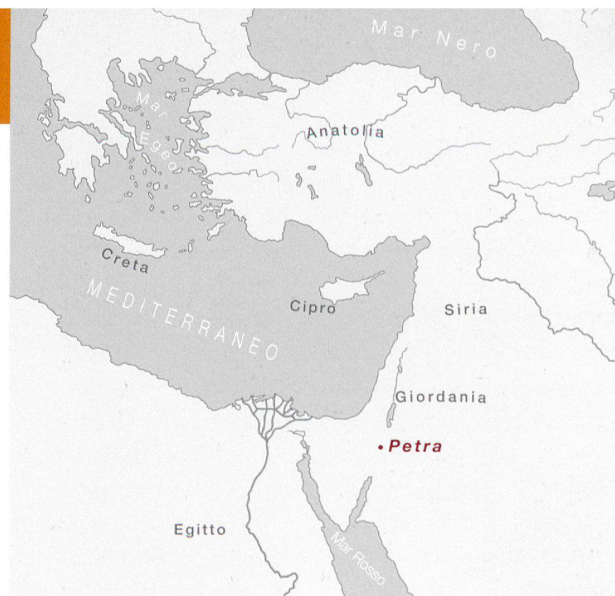 Mar Nero
Mar
Egeo
Anatolia
Creta
MEDITERRANEO
Cipro
Siria
Giordania
Petra
Egitto
Mar Rosso